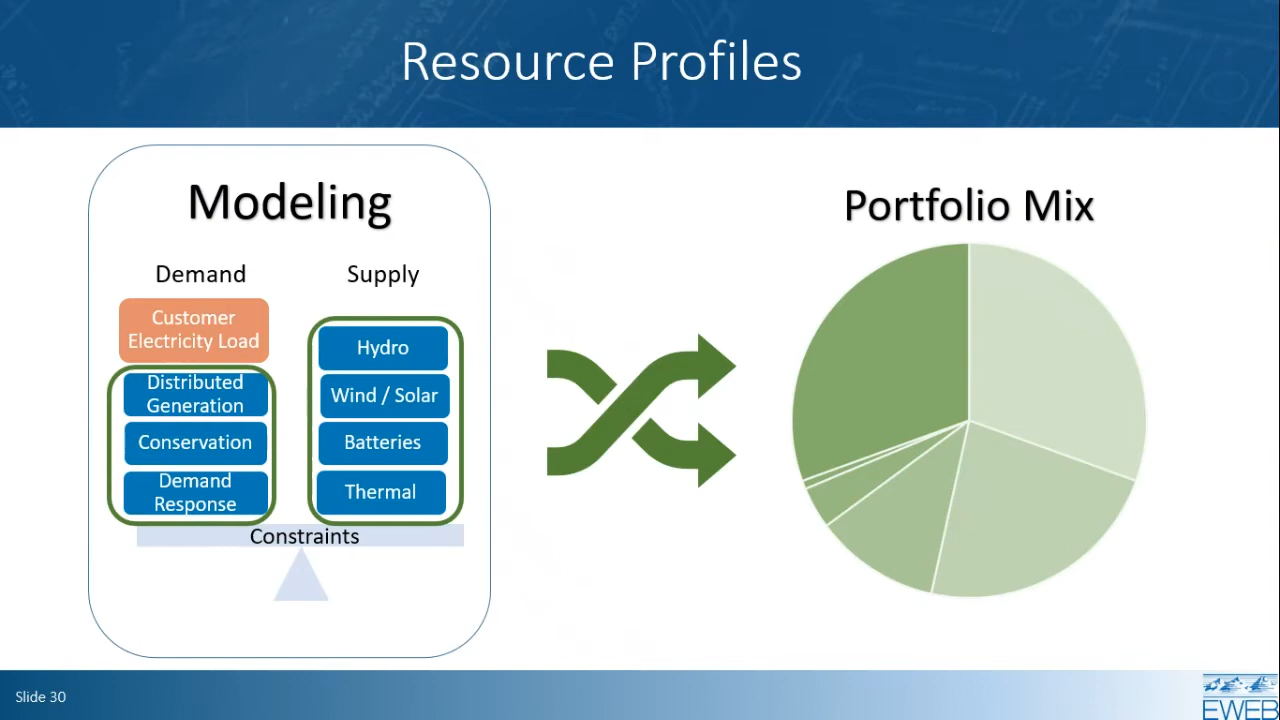 Resource Profiles
Modeling
Demand
Supply
Customer
Electricity Load
Distributed
Generation
Conservation
Demand
Response
Hydro
Wind / Solar
Batteries
Thermal
Constraints
Portfolio Mix
Slide 30
EWEB